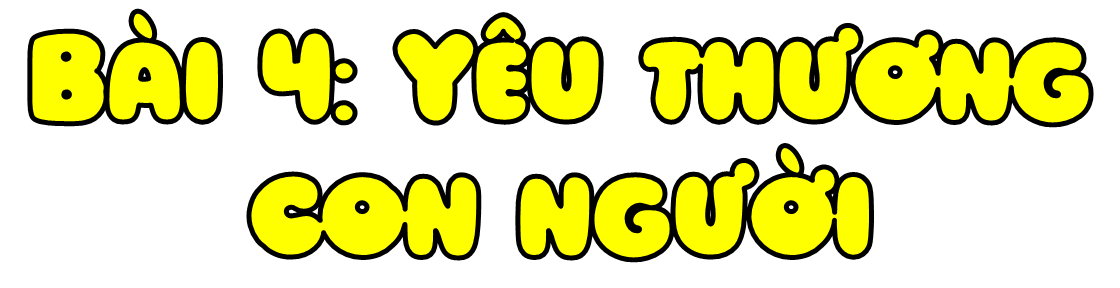 BÀI 4: YÊU THƯƠNG
CON NGƯỜI